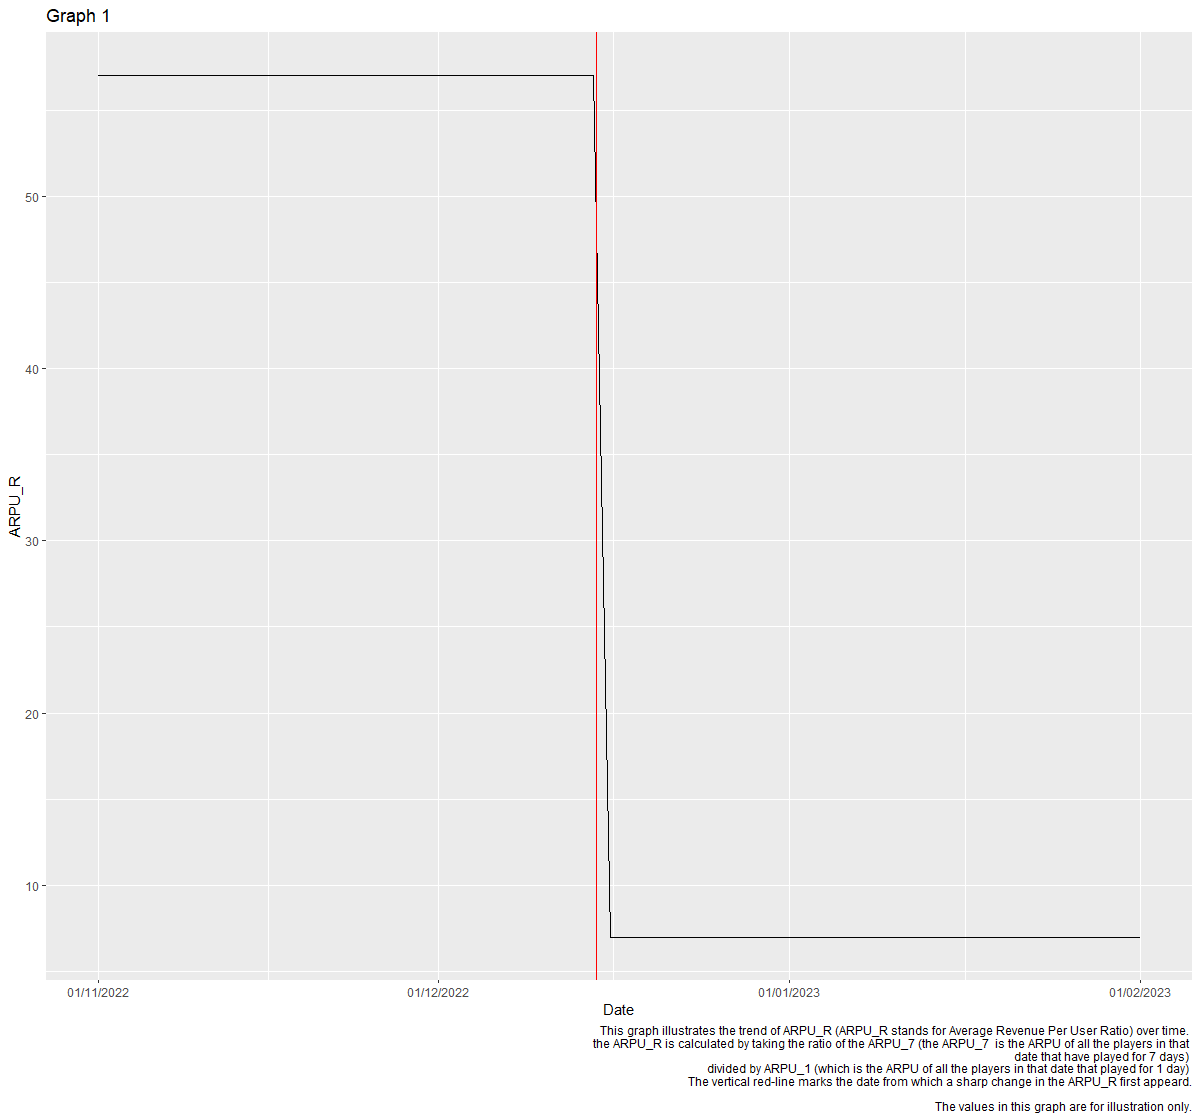 Graph 1
ARPU_R
50
40
30
20
10
01/11/2022
01/12/2022
01/01/2023
01/02/2023
Date
This graph illustrates the trend of ARPU_R (ARPU_R stands for Average Revenue Per User Ratio) over time.
the ARPU_R is calculated by taking the ratio of the ARPU_7 (the ARPU_7  is the ARPU of all the players in that
date that have played for 7 days)
divided by ARPU_1 (which is the ARPU of all the players in that date that played for 1 day)
The vertical red-line marks the date from which a sharp change in the ARPU_R first appeard.
The values in this graph are for illustration only.